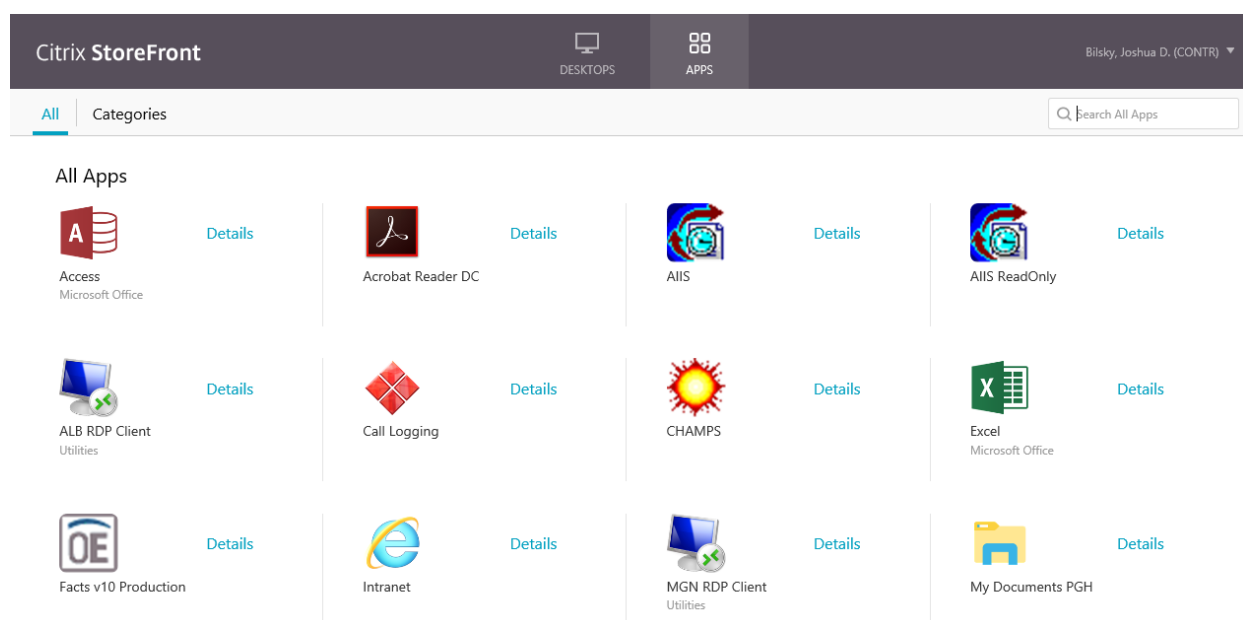 Citrix StoreFront
DESKTOPS
APPS
Bilsky, Joshua D. (CONTR)
All
Categories
Search All Apps
All Apps
A
Details
Details
Details
Details
Access
Acrobat Reader DC
AIIS
AIIS ReadOnly
Microsoft Office
Details
Details
Details
X
Details
ALB RDP Client
Call Logging
CHAMPS
Excel
Utilities
Microsoft Office
OE
Details
Details
Details
Details
Facts v10 Production
Intranet
MGN RDP Client
My Documents PGH
Utilities